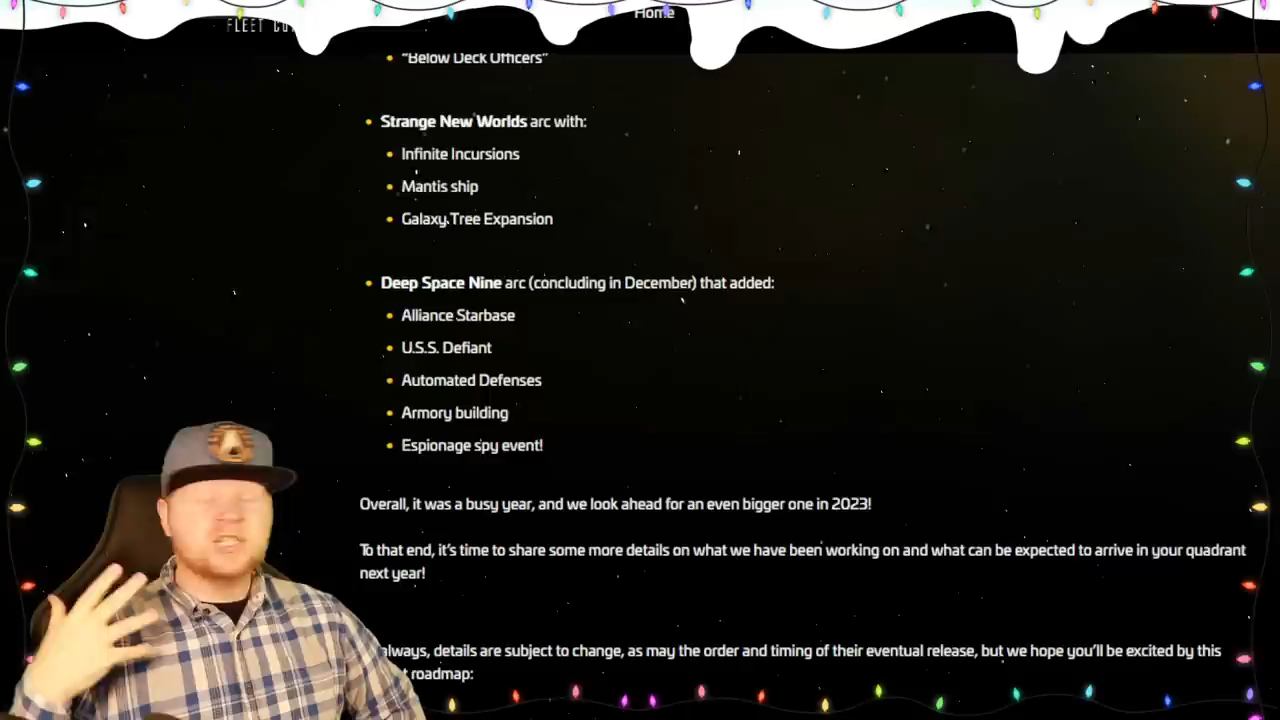 Home
FLEET
"Below Deck Officers"
Strange New Worlds arc with:
Infinite Incursions
Mantis ship
Galaxy Tree Expansion
Deep Space Nine arc (concluding in December) that added:
Alliance Starbase
U.S.S. Defiant
Automated Defenses
Armory building
Espionage spy event!
Overall, it was a busy year, and we look ahead for an even bigger one in 2023!
To that end, it's time to share some more details on what we have been working on and what can be expected to arrive in your quadrant
next year!
always, details are subject to change, as may the order and timing of their eventual release, but we hope you'll be excited by this
roadmap: